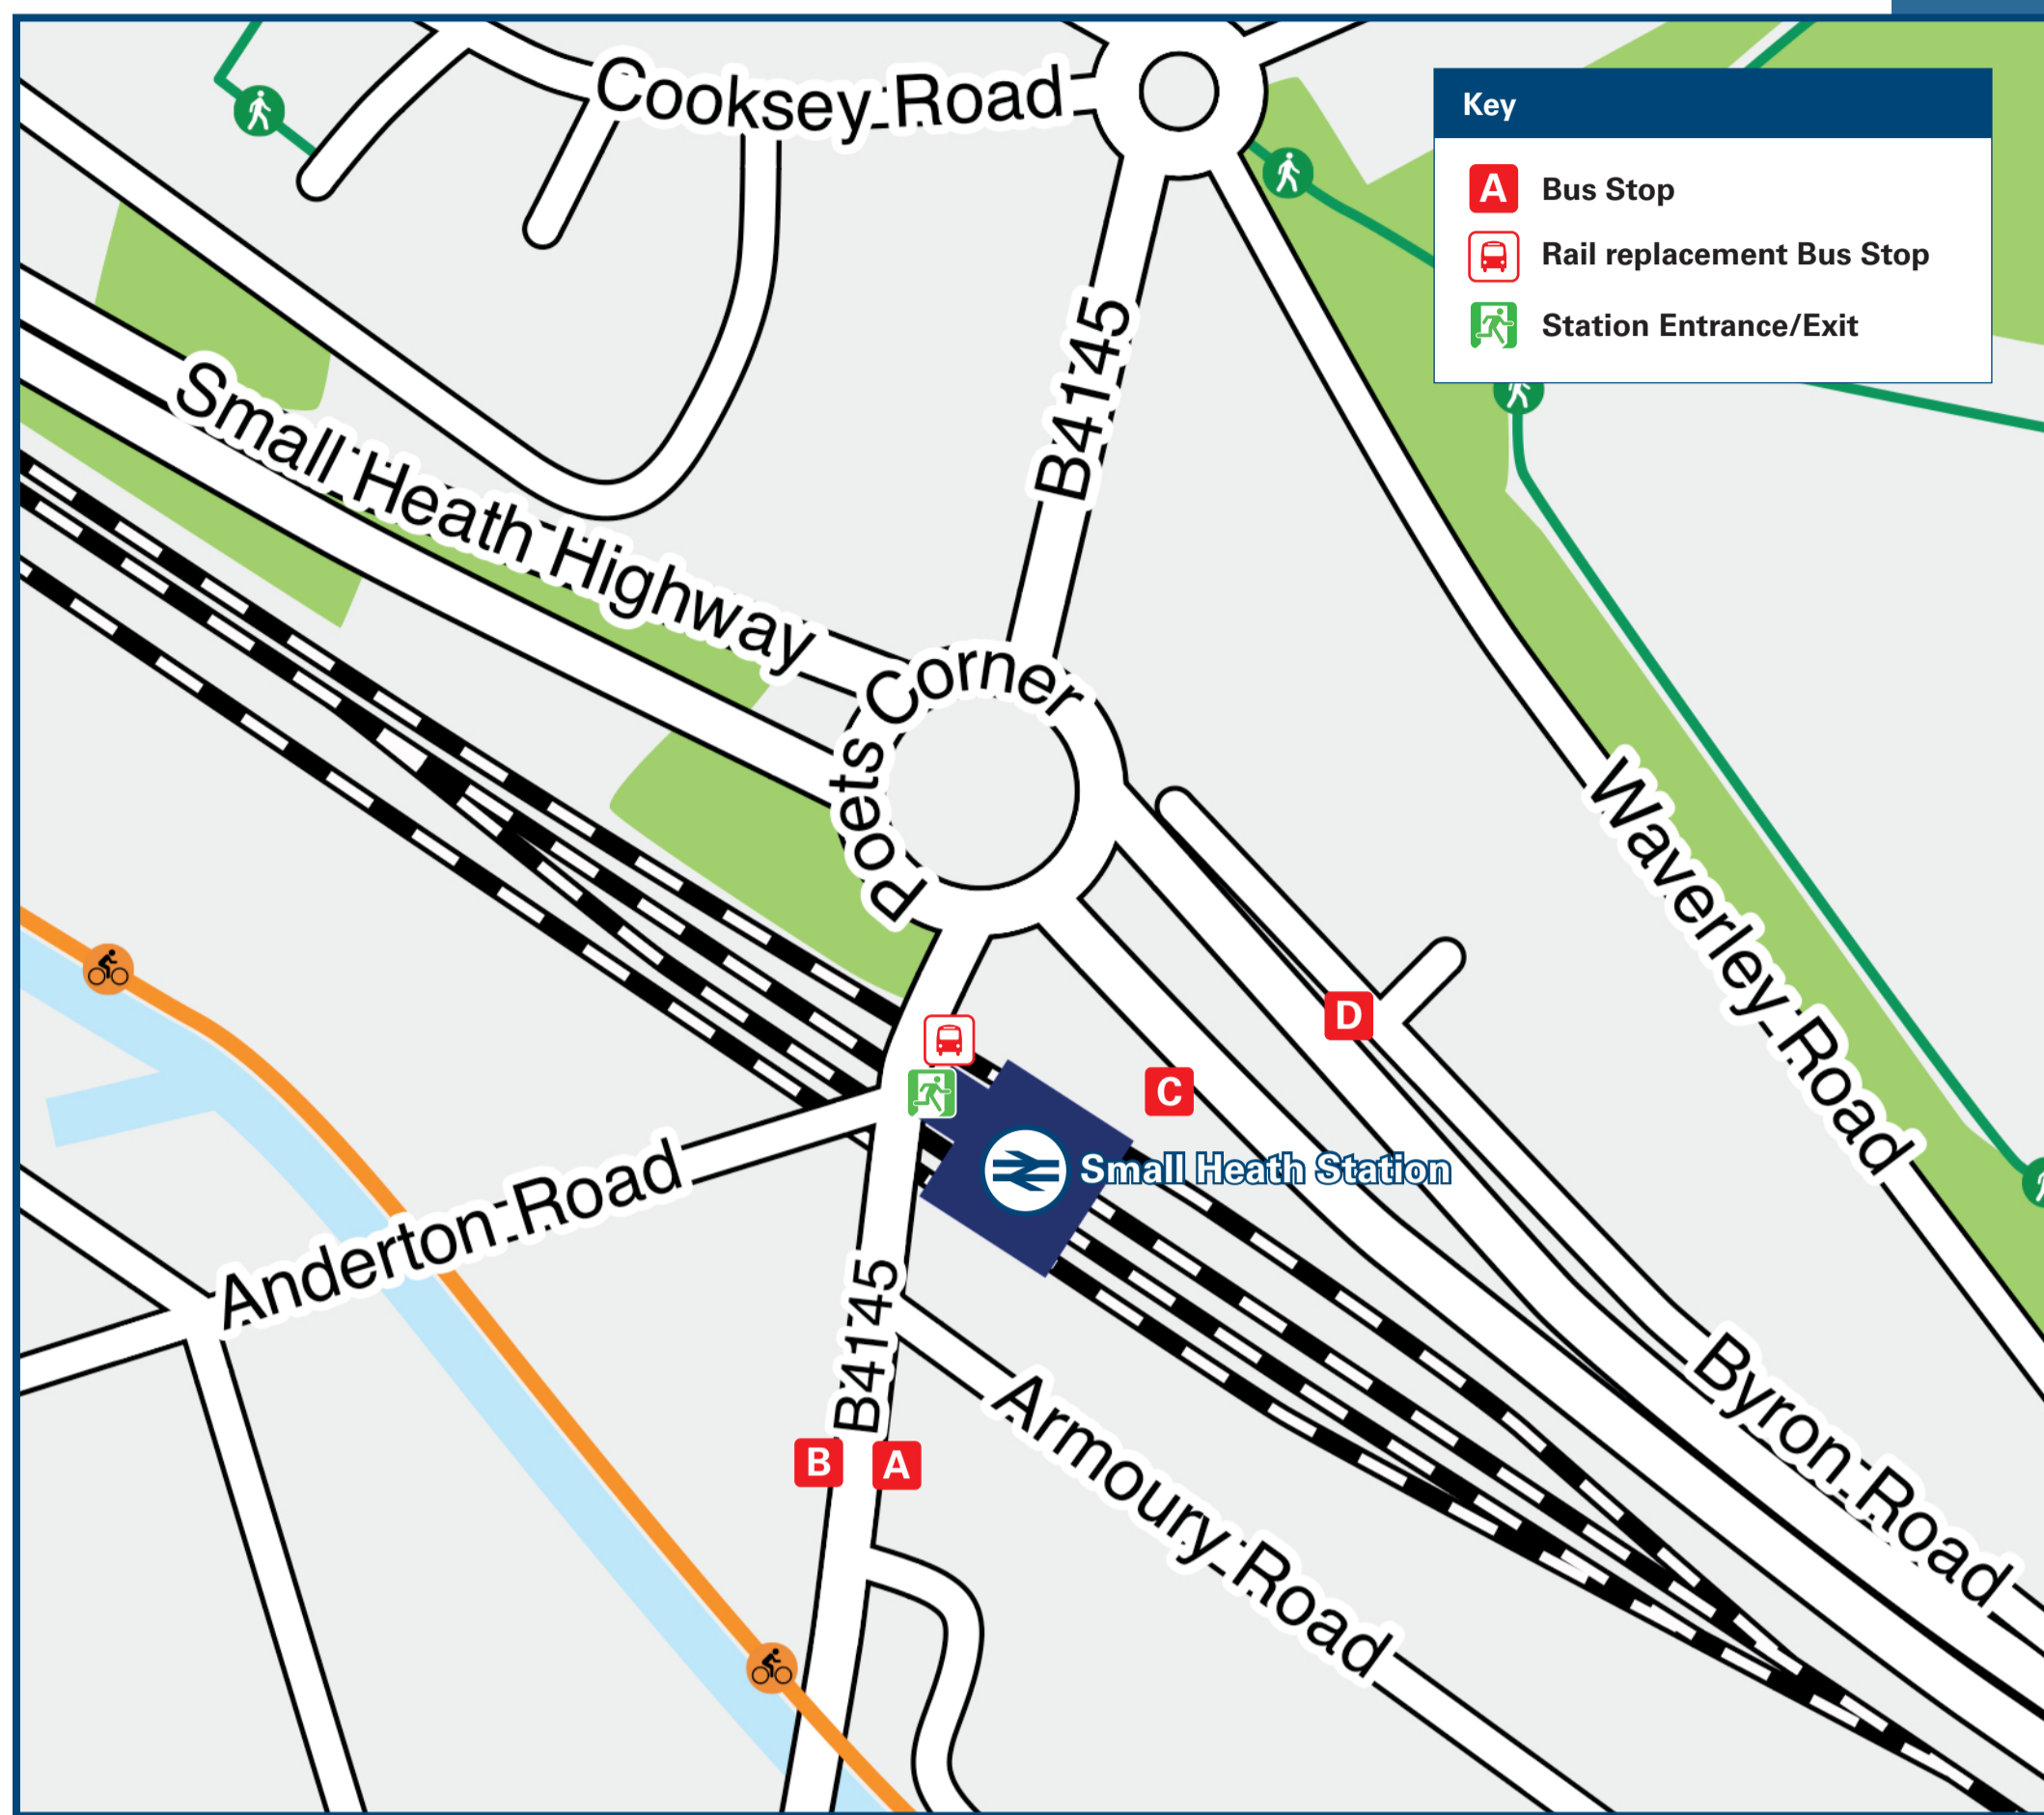 Cooksey Road
Key
A Bus Stop
Rail replacement Bus Stop
Station Entrance/Exit
B4145
Small Heath Highway
Poets Corner
Waverley Road
D
C
Small Heath Station
Anderton Road
B4145
Byron Road
Armoury Road
B
A